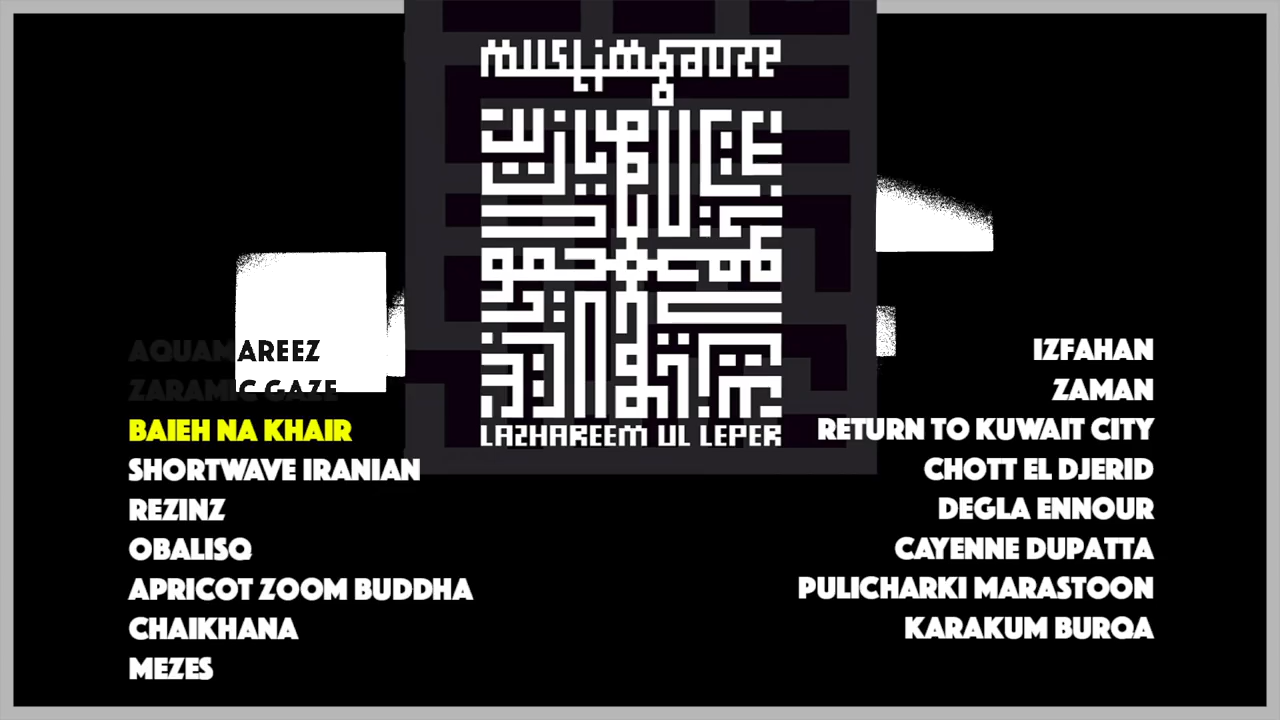 muslimgauze
LAZHAREEM UL LEPER
AQUAMAREEZ
ZARAMIC GAZE
BAIEH NA KHAIR
SHORTWAVE IRANIAN
REZINZ
OBALISQ
APRICOT ZOOM BUDDHA
CHAIKHANA
MEZES
IZFAHAN
ZAMAN
RETURN TO KUWAIT CITY
CHOTT EL DJERID
DEGLA ENNOUR
CAYENNE DUPATTA
PULICHARKI MARASTOON
KARAKUM BURQA